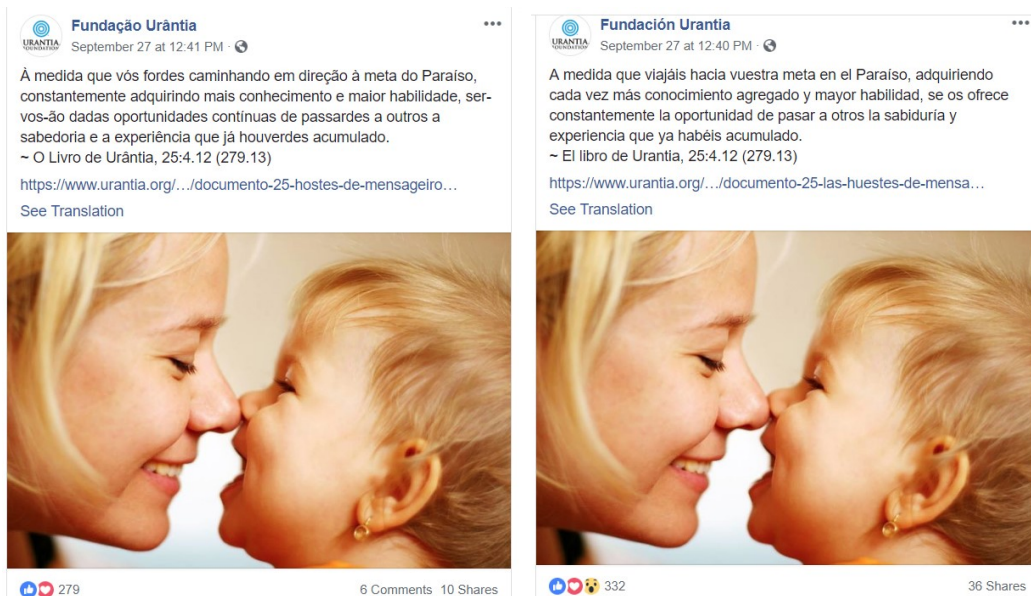 Fundação Urântia
URANTIA
FOUNDATION
September 27 at 12:41 PM ·
À medida que vós fordes caminhando em direção à meta do Paraíso,
constantemente adquirindo mais conhecimento e maior habilidade, ser-
vos-ão dadas oportunidades contínuas de passardes a outros a
sabedoria e a experiência que já houverdes acumulado.
~ O Livro de Urântia, 25:4.12 (279.13)
https://www.urantia.org/…/documento-25-hostes-de-mensageiro…
See Translation
279
6 Comments 10 Shares
Fundación Urantia
URANTIA
FOUNDATION
September 27 at 12:40 PM ·
A medida que viajáis hacia vuestra meta en el Paraíso, adquiriendo
cada vez más conocimiento agregado y mayor habilidad, se os ofrece
constantemente la oportunidad de pasar a otros la sabiduría y
experiencia que ya habéis acumulado.
~ El libro de Urantia, 25:4.12 (279.13)
https://www.urantia.org/…/documento-25-las-huestes-de-mensa…
See Translation
332
36 Shares